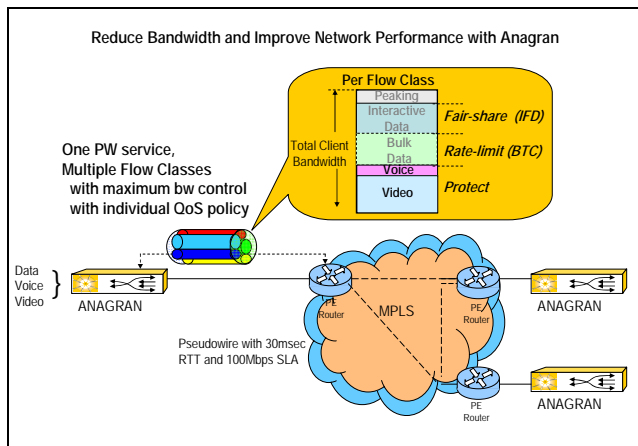 Reduce Bandwidth and Improve Network Performance with Anagran
Per Flow Class
Peaking
Interactive
Data
Bulk
Data
Voice
Video
Total Client
Bandwidth
Fair-share (IFD)
Rate-limit (BTC)
Protect
One PW service,
Multiple Flow Classes
with maximum bw control
with individual QoS policy
Data
Voice
Video
ANAGRAN
PE
Router
MPLS
PE
Router
ANAGRAN
Pseudowire with 30msec
RTT and 100Mbps SLA
PE
Router
ANAGRAN